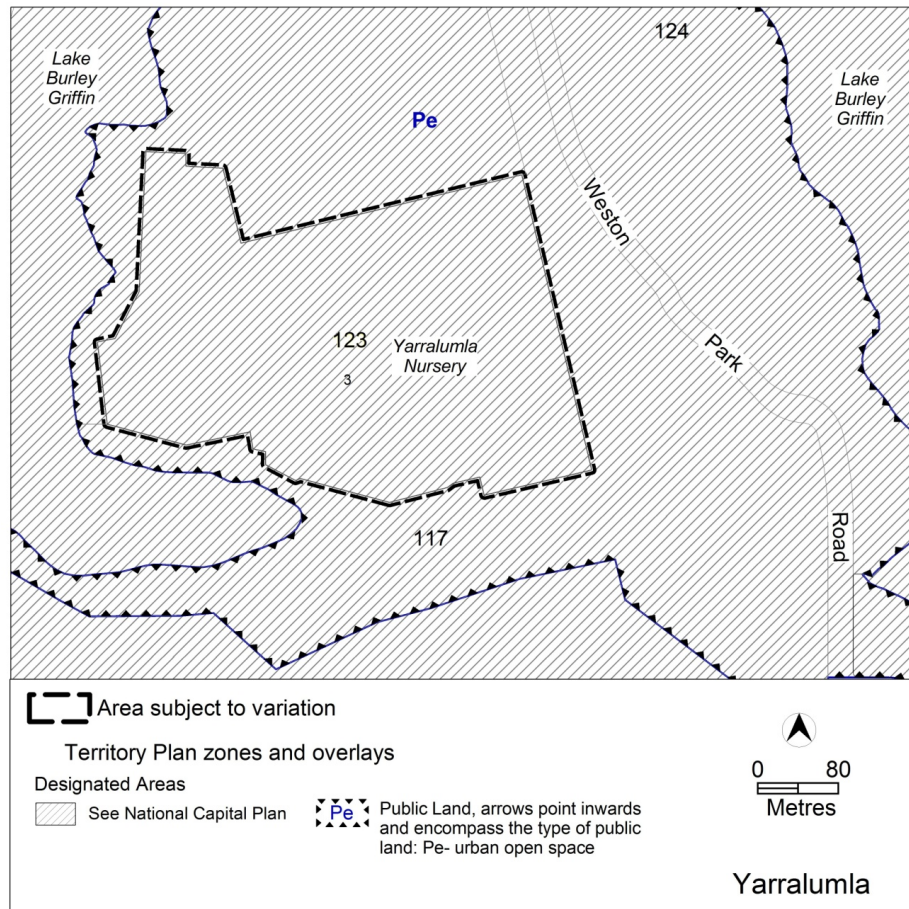 124
Lake
Burley
Griffin
Lake
Burley
Griffin
Pe
Weston
123
Yarralumla
Nursery
3
Park
117
Road
Area subject to variation
Territory Plan zones and overlays
Designated Areas
See National Capital Plan
Pe
Public Land, arrows point inwards
and encompass the type of public
land: Pe- urban open space
0 80
Metres
Yarralumla